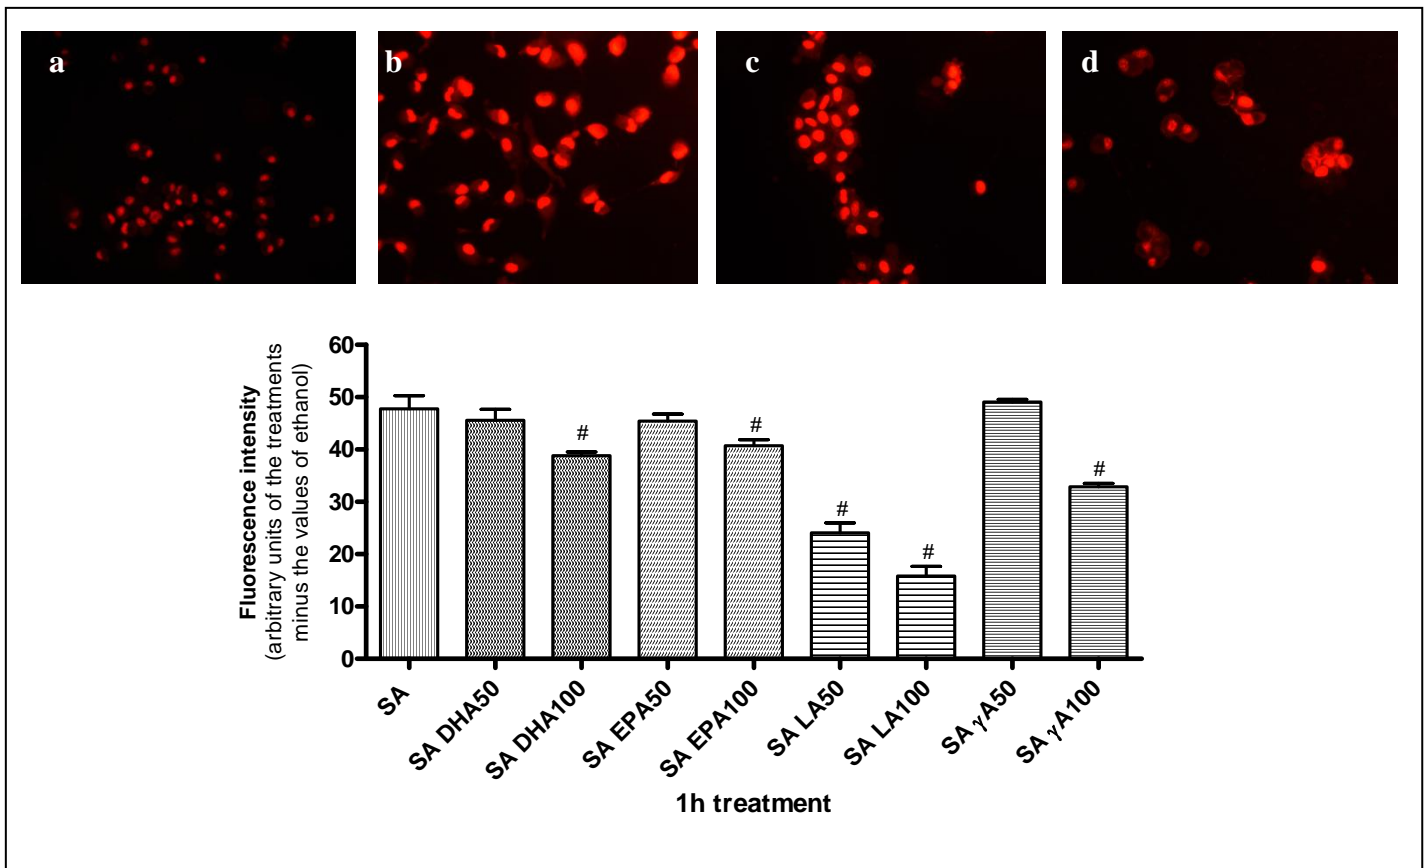 a
b
c
d
Fluorescence intensity
(arbitrary units of the treatments
minus the values of ethanol)
60
50
40
30
20
10
0
#
#
#
#
#
SA
SA DHA50
SA DHA100
SA EPA50
SA EPA100
SA LA50
SA LA100
SA γA50
SA γA100
1h treatment